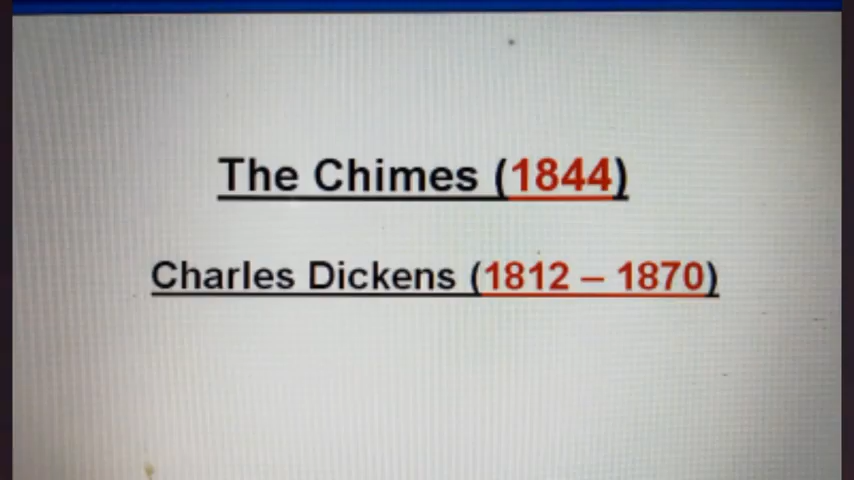 The Chimes (1844)
Charles Dickens (1812 – 1870)